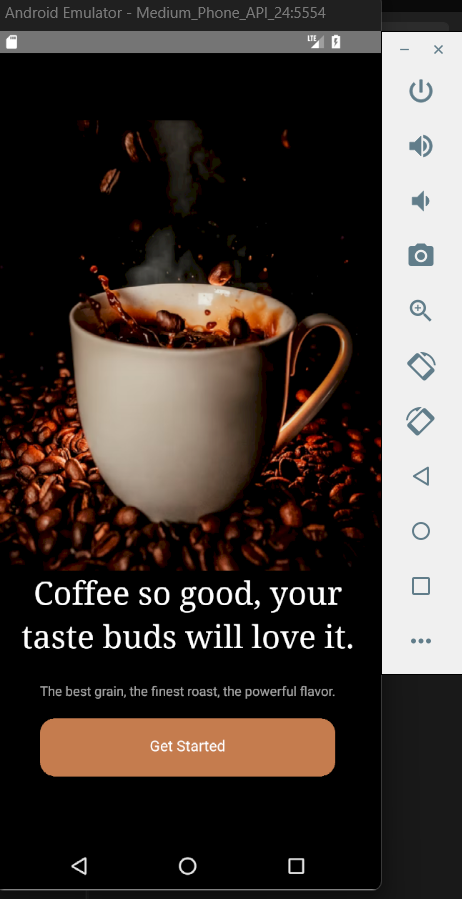 Android Emulator - Medium_Phone_API_24:5554
LTE
Coffee so good, your
taste buds will love it.
The best grain, the finest roast, the powerful flavor.
Get Started